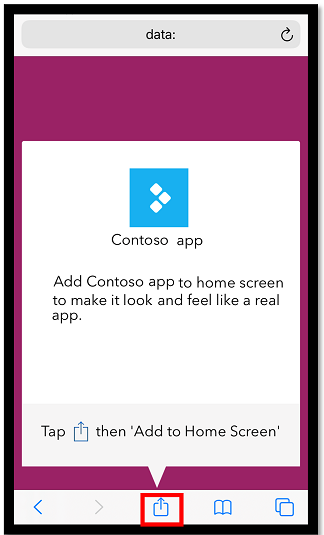 data:
Contoso app
Add Contoso app to home screen
to make it look and feel like a real
app.
Tap then 'Add to Home Screen'